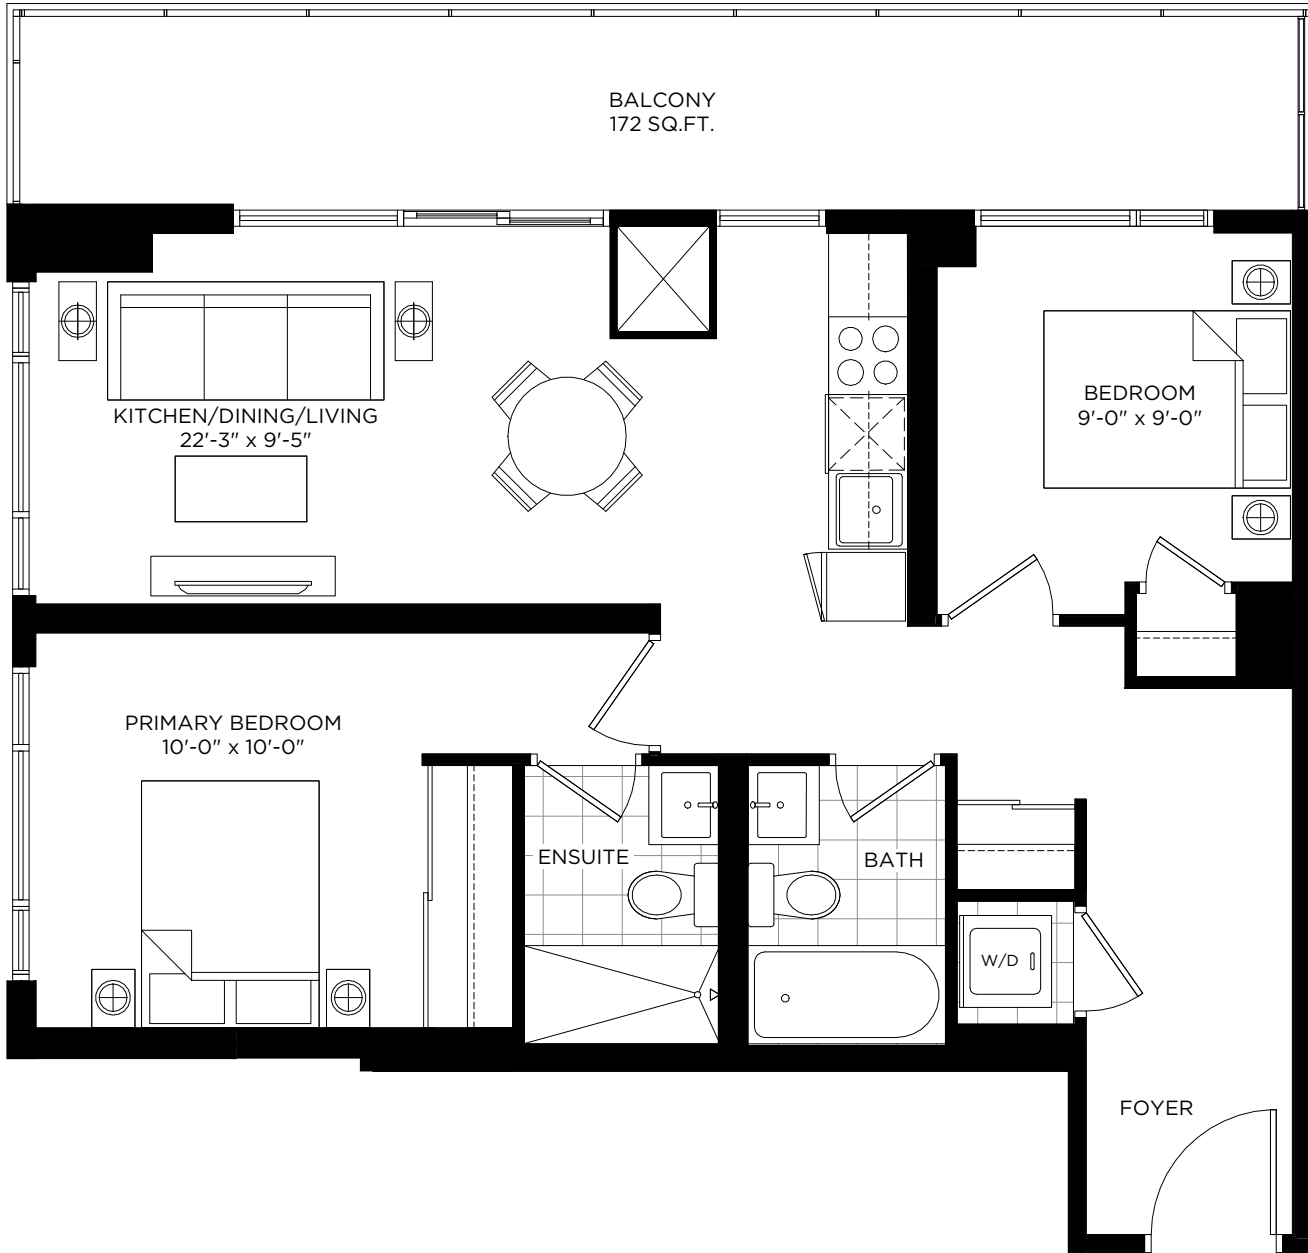 BALCONY
172 SQ.FT.
KITCHEN/DINING/LIVING
22'-3" x 9'-5"
BEDROOM
9'-0" x 9'-0"
PRIMARY BEDROOM
10'-0" x 10'-0"
ENSUITE
BATH
W/D
FOYER